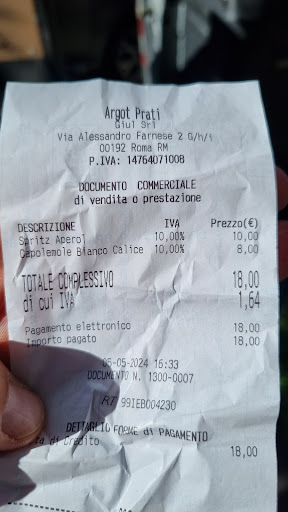 Argot Prati
Giul Srl
Via Alessandro Farnese 2 G/h/i
00192 Roma RM
P.IVA: 14764071008
DOCUMENTO COMMERCIALE
di vendita o prestazione
DESCRIZIONE IVA Prezzo(€)
Spritz Aperol 10,00% 10,00
Capolemole Bianco Calice 10,00% 8,00
TOTALE COMPLESSIVO 18,00
di cui IVA 1,64
Pagamento elettronico 18,00
Importo pagato 18,00
05-05-2024 16:33
DOCUMENTO N. 1300-0007
RT 99IEB004230
DETTAGLIO FORME di PAGAMENTO
di Credito 18,00